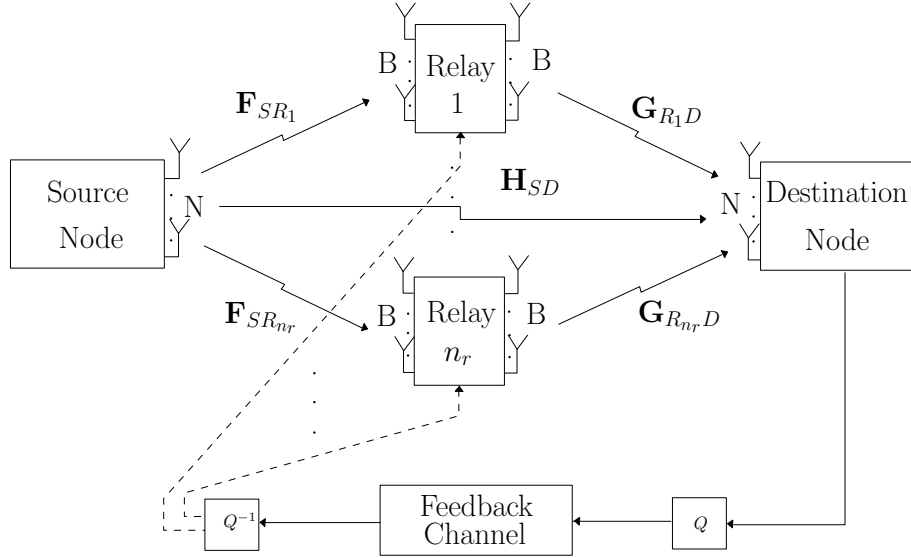 B
Relay
1
B
F_{SR_1}
G_{R_1D}
Source
Node
N
H_{SD}
N
Destination
Node
F_{SR_{n_r}}
B
Relay
n_r
B
G_{R_{n_r}D}
Q^{-1}
Feedback
Channel
Q